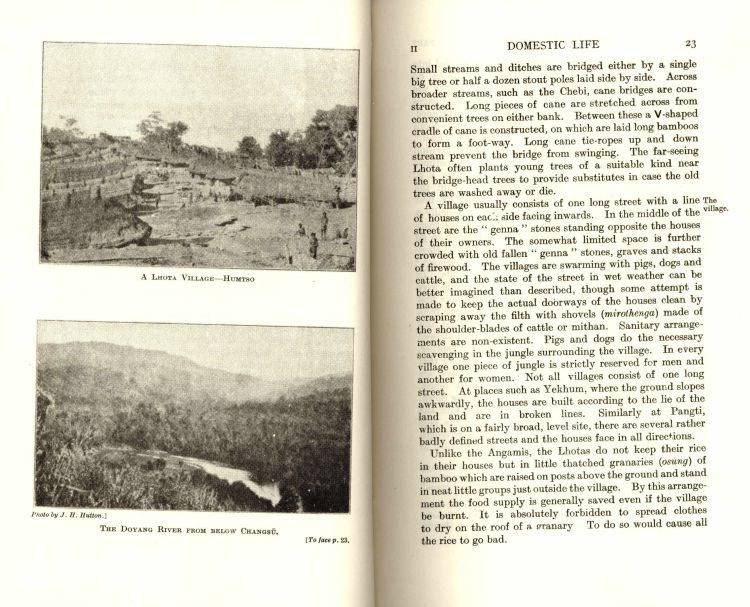 A LHOTA VILLAGE—HUMTSO
Photo by J. H. Hutton.]
THE DOYANG RIVER FROM BELOW CHANGSŬ.
[To face p. 23.
II DOMESTIC LIFE 23
Small streams and ditches are bridged either by a single
big tree or half a dozen stout poles laid side by side. Across
broader streams, such as the Chebi, cane bridges are con-
structed. Long pieces of cane are stretched across from
convenient trees on either bank. Between these a V-shaped
cradle of cane is constructed, on which are laid long bamboos
to form a foot-way. Long cane tie-ropes up and down
stream prevent the bridge from swinging. The far-seeing
Lhota often plants young trees of a suitable kind near
the bridge-head trees to provide substitutes in case the old
trees are washed away or die.
A village usually consists of one long street with a line
The
village.
of houses on each side facing inwards. In the middle of the
street are the " genna " stones standing opposite the houses
of their owners. The somewhat limited space is further
crowded with old fallen " genna " stones, graves and stacks
of firewood. The villages are swarming with pigs, dogs and
cattle, and the state of the street in wet weather can be
better imagined than described, though some attempt is
made to keep the actual doorways of the houses clean by
scraping away the filth with shovels (mirothenga) made of
the shoulder-blades of cattle or mithan. Sanitary arrange-
ments are non-existent. Pigs and dogs do the necessary
scavenging in the jungle surrounding the village. In every
village one piece of jungle is strictly reserved for men and
another for women. Not all villages consist of one long
street. At places such as Yekhum, where the ground slopes
awkwardly, the houses are built according to the lie of the
land and are in broken lines. Similarly at Pangti,
which is on a fairly broad, level site, there are several rather
badly defined streets and the houses face in all directions.
Unlike the Angamis, the Lhotas do not keep their rice
in their houses but in little thatched granaries (osung) of
bamboo which are raised on posts above the ground and stand
in neat little groups just outside the village. By this arrange-
ment the food supply is generally saved even if the village
be burnt. It is absolutely forbidden to spread clothes
to dry on the roof of a granary To do so would cause all
the rice to go bad.